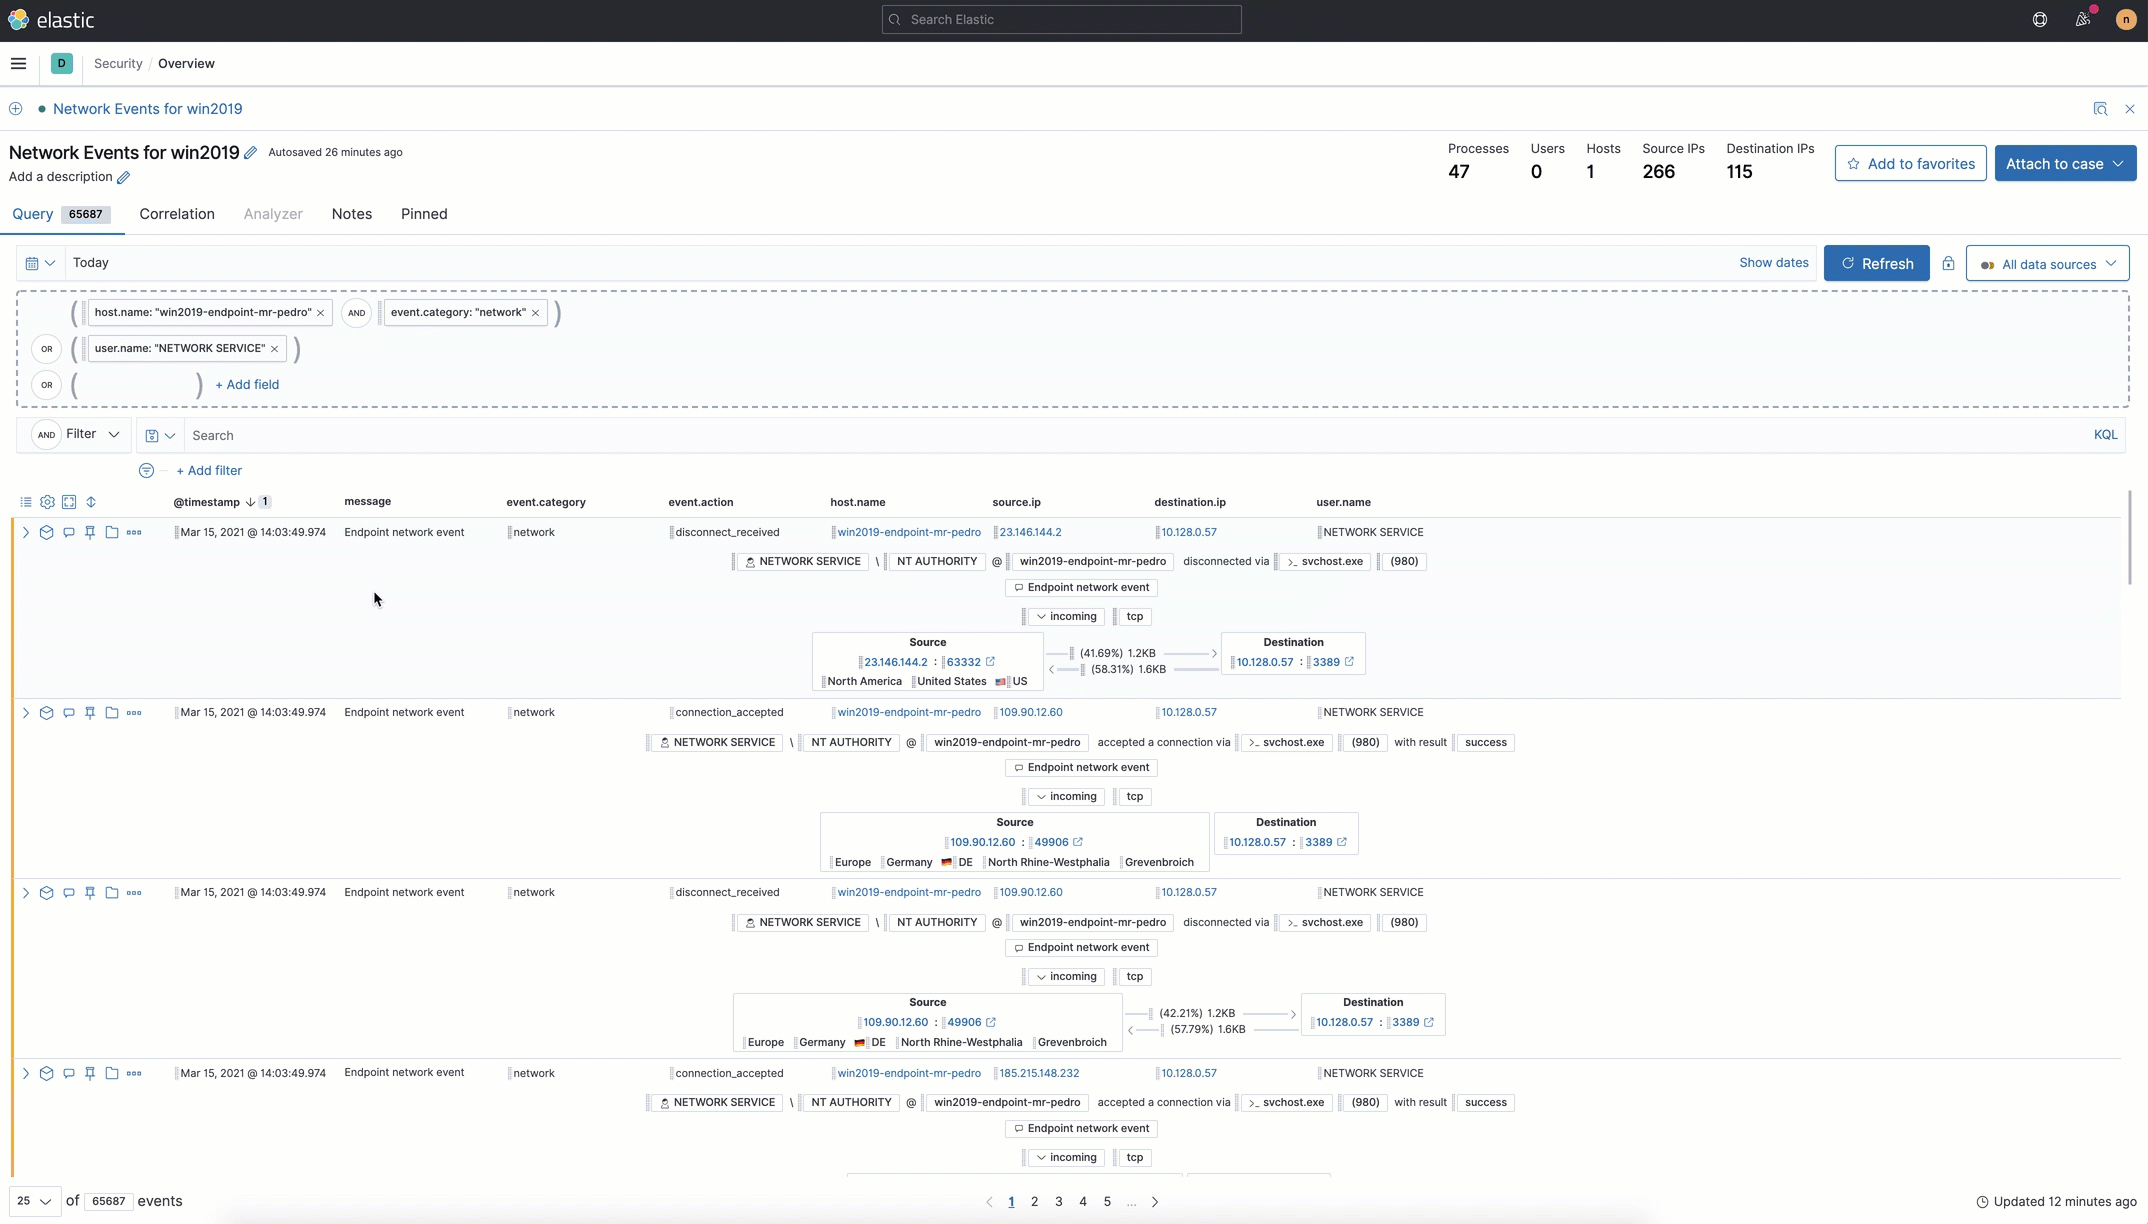 elastic
Search Elastic
n
D
Security / Overview
Network Events for win2019
Network Events for win2019 Autosaved 26 minutes ago
Add a description
Processes Users Hosts Source IPs Destination IPs
47 0 1 266 115
Add to favorites
Attach to case
Query 65687 Correlation Analyzer Notes Pinned
Today Show dates Refresh All data sources
( host.name: "win2019-endpoint-mr-pedro" × AND event.category: "network" × )
OR ( user.name: "NETWORK SERVICE" × )
OR ( ) + Add field
AND Filter Search KQL
+ Add filter
@timestamp 1 message event.category event.action host.name source.ip destination.ip user.name
Mar 15, 2021 @ 14:03:49.974 Endpoint network event network disconnect_received win2019-endpoint-mr-pedro 23.146.144.2 10.128.0.57 NETWORK SERVICE
NETWORK SERVICE \ NT AUTHORITY @ win2019-endpoint-mr-pedro disconnected via >_ svchost.exe (980)
Endpoint network event
incoming tcp
Source Destination
23.146.144.2 : 63332 (41.69%) 1.2KB 10.128.0.57 : 3389
(58.31%) 1.6KB
North America United States US
Mar 15, 2021 @ 14:03:49.974 Endpoint network event network connection_accepted win2019-endpoint-mr-pedro 109.90.12.60 10.128.0.57 NETWORK SERVICE
NETWORK SERVICE \ NT AUTHORITY @ win2019-endpoint-mr-pedro accepted a connection via >_ svchost.exe (980) with result success
Endpoint network event
incoming tcp
Source Destination
109.90.12.60 : 49906 10.128.0.57 : 3389
Europe Germany DE North Rhine-Westphalia Grevenbroich
Mar 15, 2021 @ 14:03:49.974 Endpoint network event network disconnect_received win2019-endpoint-mr-pedro 109.90.12.60 10.128.0.57 NETWORK SERVICE
NETWORK SERVICE \ NT AUTHORITY @ win2019-endpoint-mr-pedro disconnected via >_ svchost.exe (980)
Endpoint network event
incoming tcp
Source Destination
109.90.12.60 : 49906 (42.21%) 1.2KB 10.128.0.57 : 3389
(57.79%) 1.6KB
Europe Germany DE North Rhine-Westphalia Grevenbroich
Mar 15, 2021 @ 14:03:49.974 Endpoint network event network connection_accepted win2019-endpoint-mr-pedro 185.215.148.232 10.128.0.57 NETWORK SERVICE
NETWORK SERVICE \ NT AUTHORITY @ win2019-endpoint-mr-pedro accepted a connection via >_ svchost.exe (980) with result success
Endpoint network event
incoming tcp
25 of 65687 events
1 2 3 4 5 ...
Updated 12 minutes ago